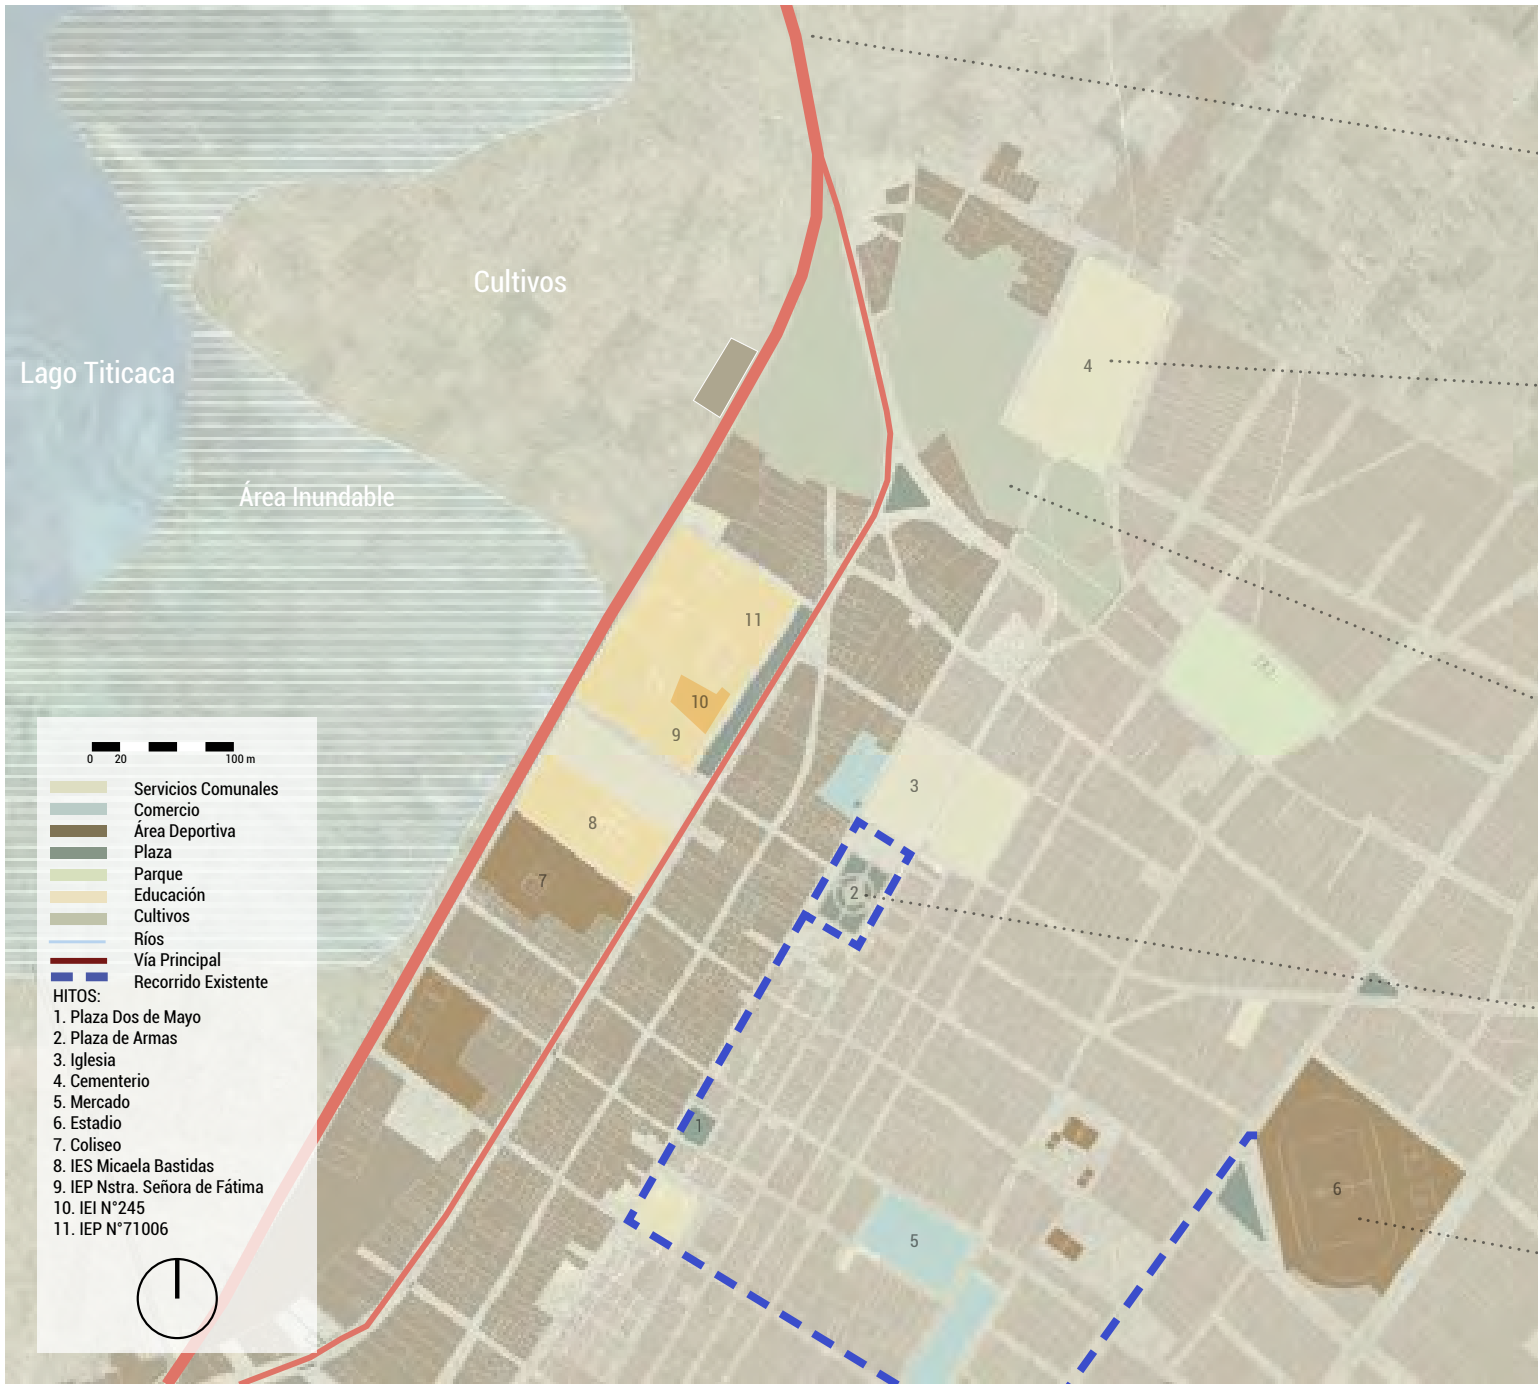 Cultivos
4
Lago Titicaca
Área Inundable
11
10
9
3
8
7
2
1
6
5
0 20 100 m
Servicios Comunales
Comercio
Área Deportiva
Plaza
Parque
Educación
Cultivos
Ríos
Vía Principal
Recorrido Existente
HITOS:
1. Plaza Dos de Mayo
2. Plaza de Armas
3. Iglesia
4. Cementerio
5. Mercado
6. Estadio
7. Coliseo
8. IES Micaela Bastidas
9. IEP Nstra. Señora de Fátima
10. IEI N°245
11. IEP N°71006